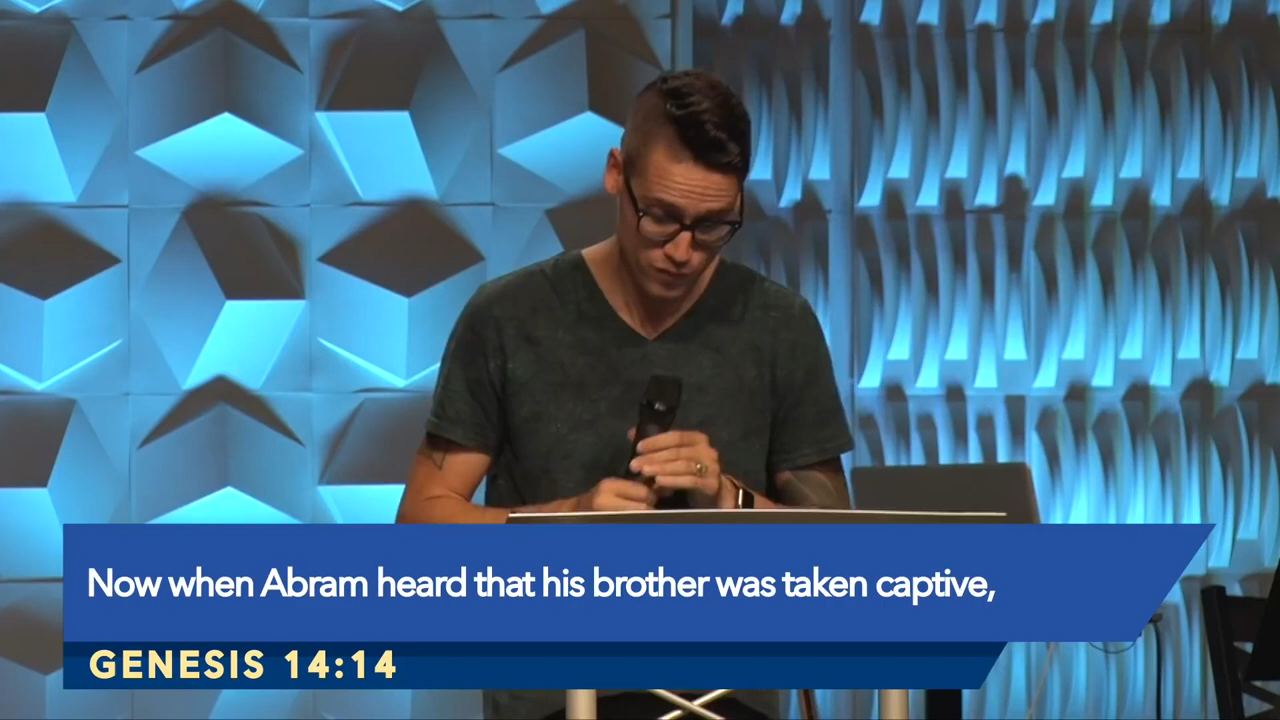 Now when Abram heard that his brother was taken captive,
GENESIS 14:14